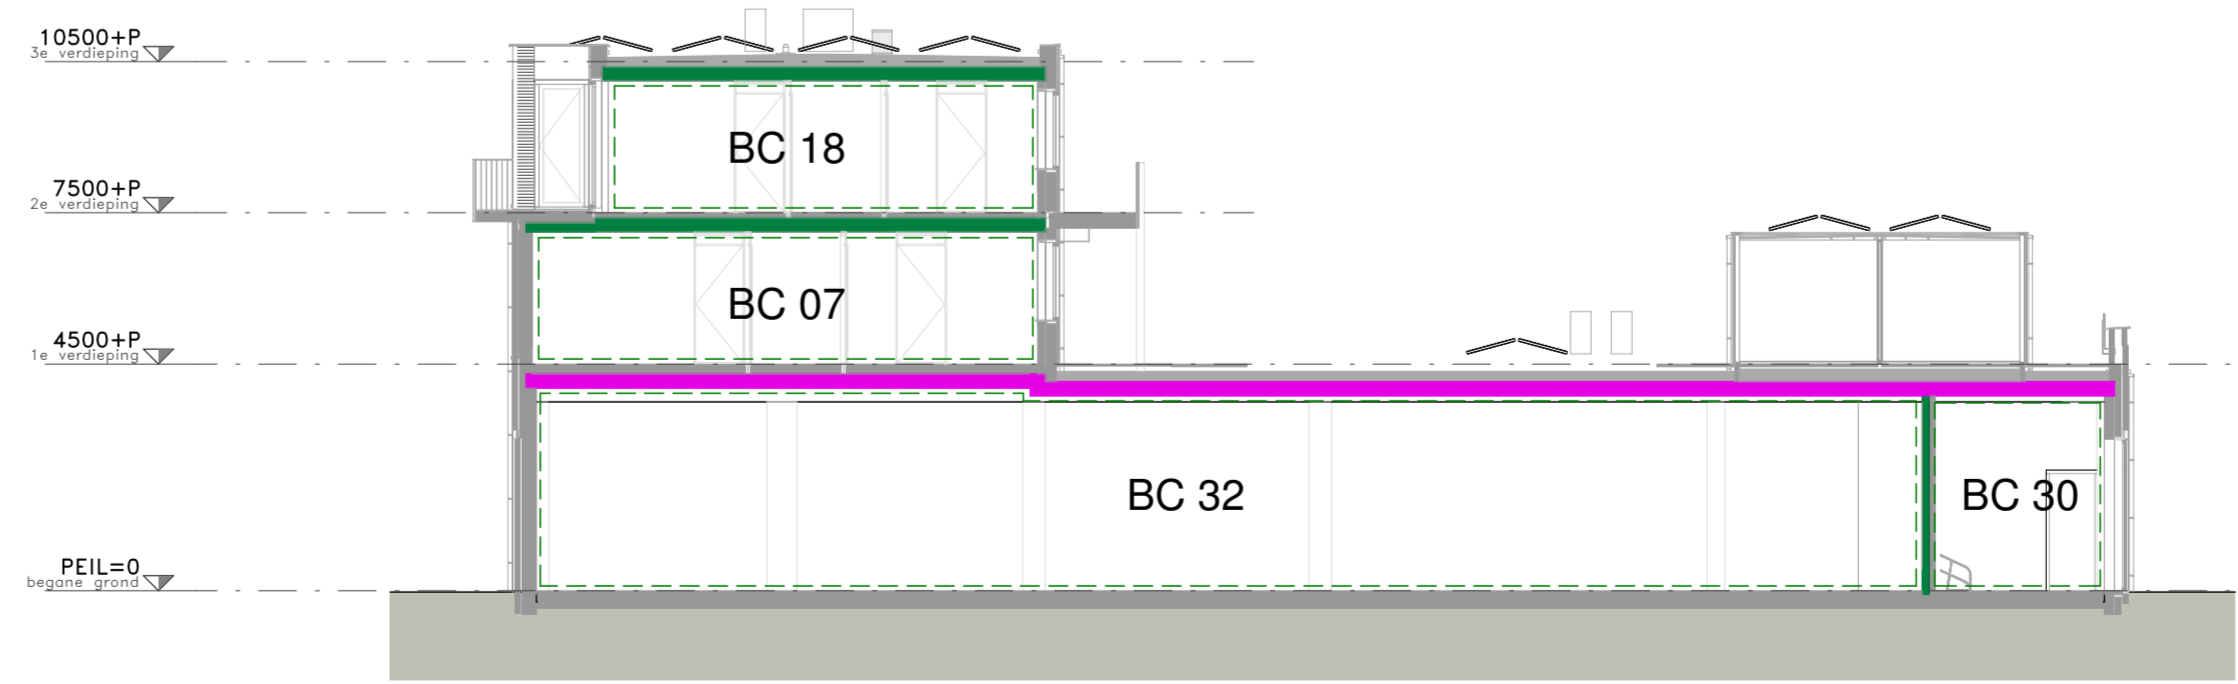 10500+P
3e verdieping
BC 18
7500+P
2e verdieping
BC 07
4500+P
1e verdieping
BC 32
BC 30
PEIL=0
begane grond